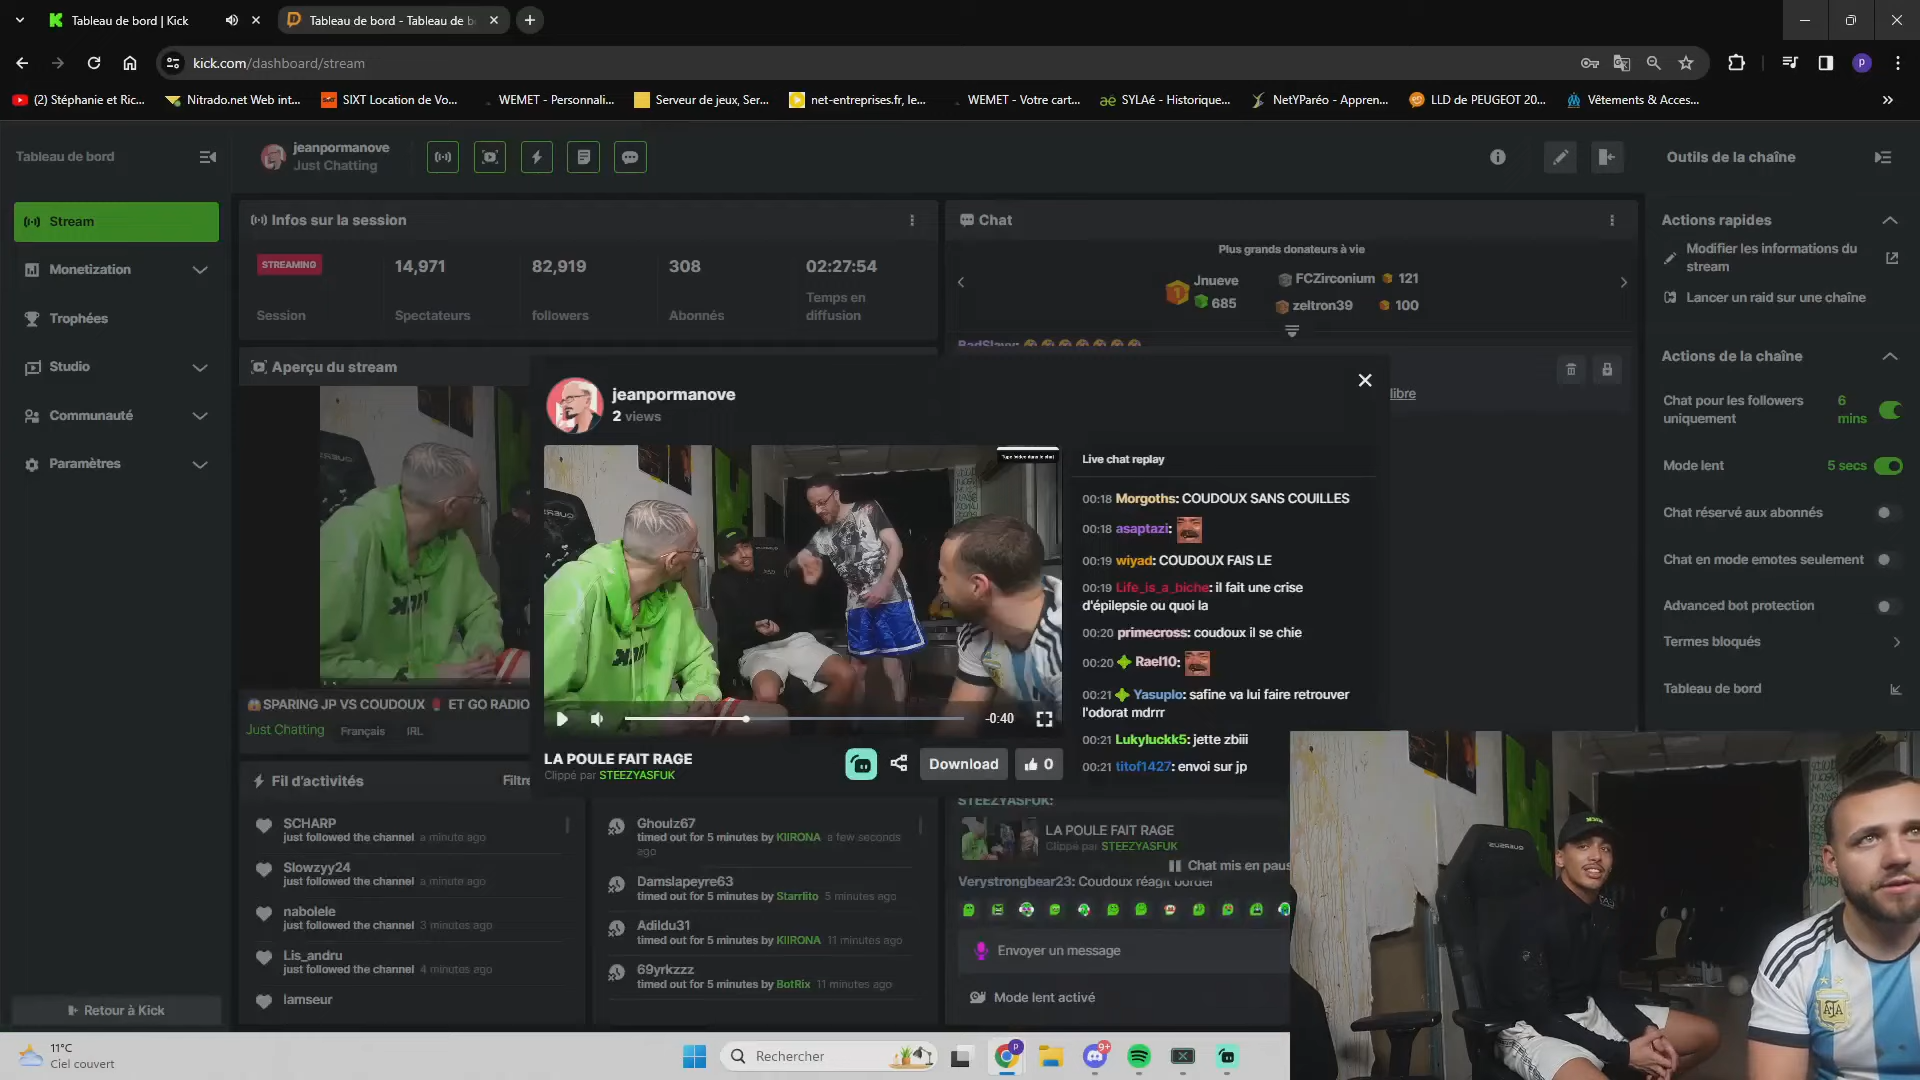 Tableau de bord | Kick
Tableau de bord - Tableau de b
kick.com/dashboard/stream
(2) Stéphanie et Ric...
Nitrado.net Web int...
SIXT Location de Vo...
WEMET - Personnali...
Serveur de jeux, Ser...
net-entreprises.fr, le...
WEMET - Votre cart...
SYLAé - Historique...
NetYParéo - Appren...
LLD de PEUGEOT 20...
Vêtements & Acces...
Tableau de bord
jeanpormanove
Just Chatting
Outils de la chaîne
Stream
Monetization
Trophées
Studio
Communauté
Paramètres
Retour à Kick
Infos sur la session
STREAMING
14,971
82,919
308
02:27:54
Session
Spectateurs
followers
Abonnés
Temps en
diffusion
Aperçu du stream
SPARING JP VS COUDOUX
ET GO RADIO
Just Chatting
Français
IRL
Fil d'activités
Filtre
SCHARP
just followed the channel a minute ago
Slowzyy24
just followed the channel a minute ago
nabolele
just followed the channel 3 minutes ago
Lis_andru
just followed the channel 4 minutes ago
lamseur
Ghoulz67
timed out for 5 minutes by KIIRONA a few seconds
ago
Damslapeyre63
timed out for 5 minutes by Starrlito 5 minutes ago
Adildu31
timed out for 5 minutes by KIIRONA 11 minutes ago
69yrkzzz
timed out for 5 minutes by BotRix 11 minutes ago
Chat
Plus grands donateurs à vie
Jnueve
685
FCZirconium 121
zeltron39 100
BadSlayy:
libre
jeanpormanove
2 views
-0:40
LA POULE FAIT RAGE
Clippé par STEEZYASFUK
Download
0
Live chat replay
00:18 Morgoths: COUDOUX SANS COUILLES
00:18 asaptazi:
00:19 wiyad: COUDOUX FAIS LE
00:19 Life_is_a_biche: il fait une crise
d'épilepsie ou quoi la
00:20 primecross: coudoux il se chie
00:20 Rael10:
00:21 Yasuplo: safine va lui faire retrouver
l'odorat mdrrr
00:21 Lukyluckk5: jette zbiii
00:21 titof1427: envoi sur jp
STEEZYASFUK:
LA POULE FAIT RAGE
Clippé par STEEZYASFUK
Chat mis en paus
Verystrongbear23: Coudoux réagit border
Envoyer un message
Mode lent activé
Actions rapides
Modifier les informations du
stream
Lancer un raid sur une chaîne
Actions de la chaîne
Chat pour les followers
uniquement
6
mins
Mode lent
5 secs
Chat réservé aux abonnés
Chat en mode emotes seulement
Advanced bot protection
Termes bloqués
Tableau de bord
11°C
Ciel couvert
Rechercher
9+